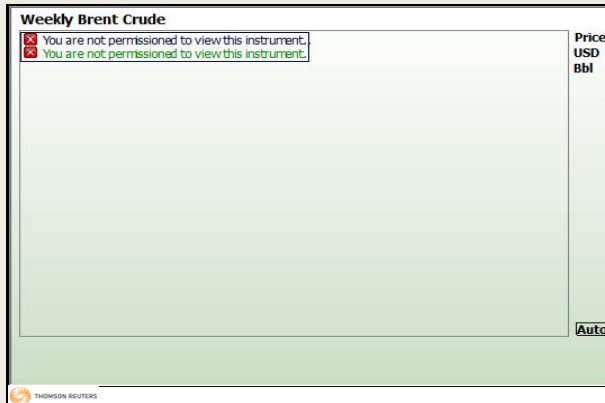 Weekly Brent Crude
You are not permissioned to view this instrument..
You are not permissioned to view this instrument.
Price
USD
Bbl
Auto
THOMSON REUTERS